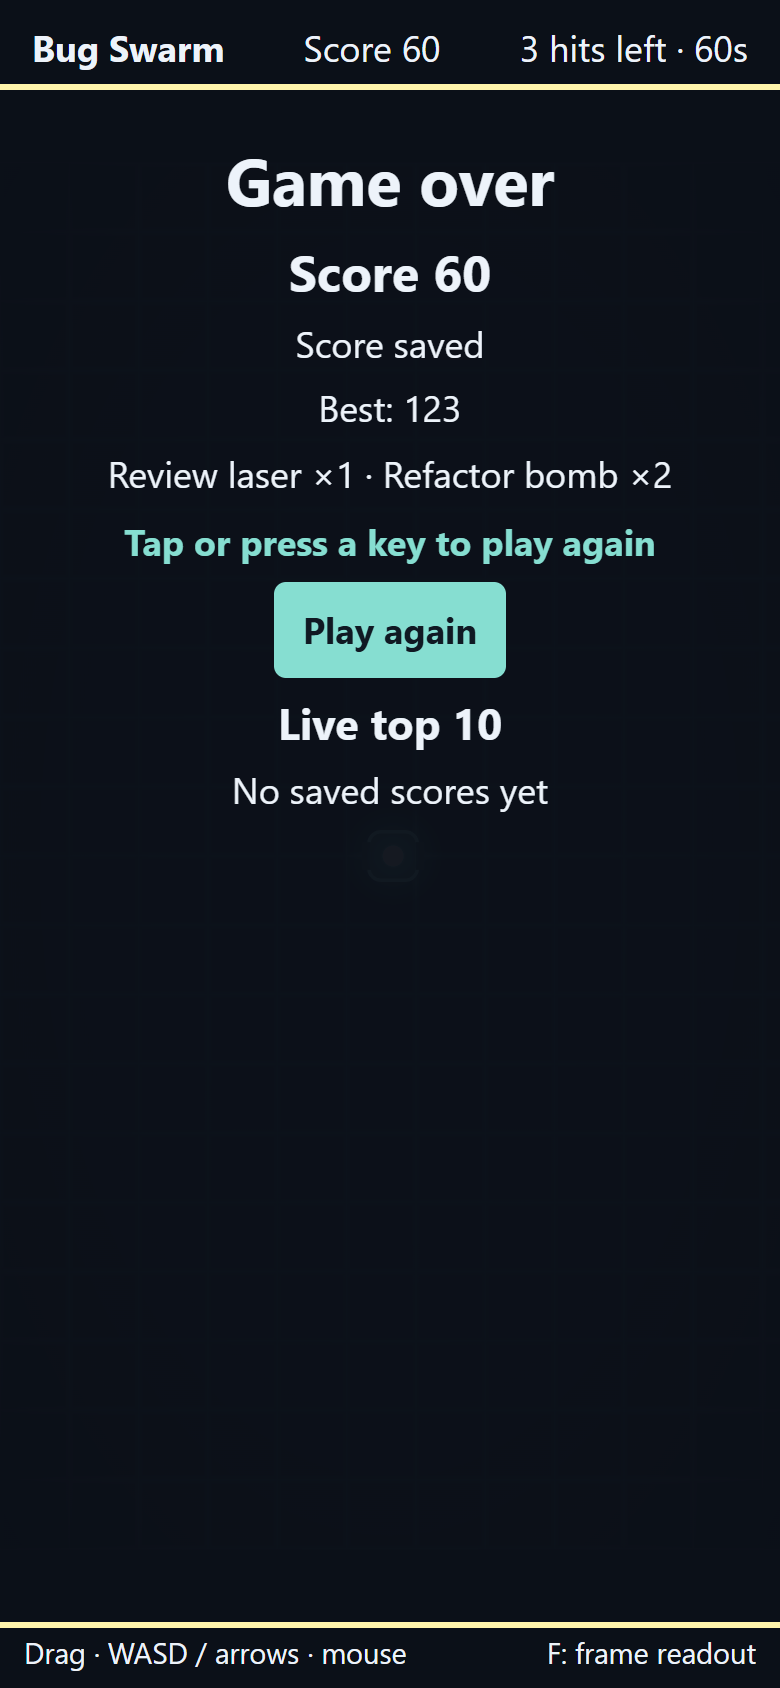 Bug Swarm Score 60 3 hits left · 60s
Game over
Score 60
Score saved
Best: 123
Review laser ×1 · Refactor bomb ×2
Tap or press a key to play again
Play again
Live top 10
No saved scores yet
Drag · WASD / arrows · mouse F: frame readout